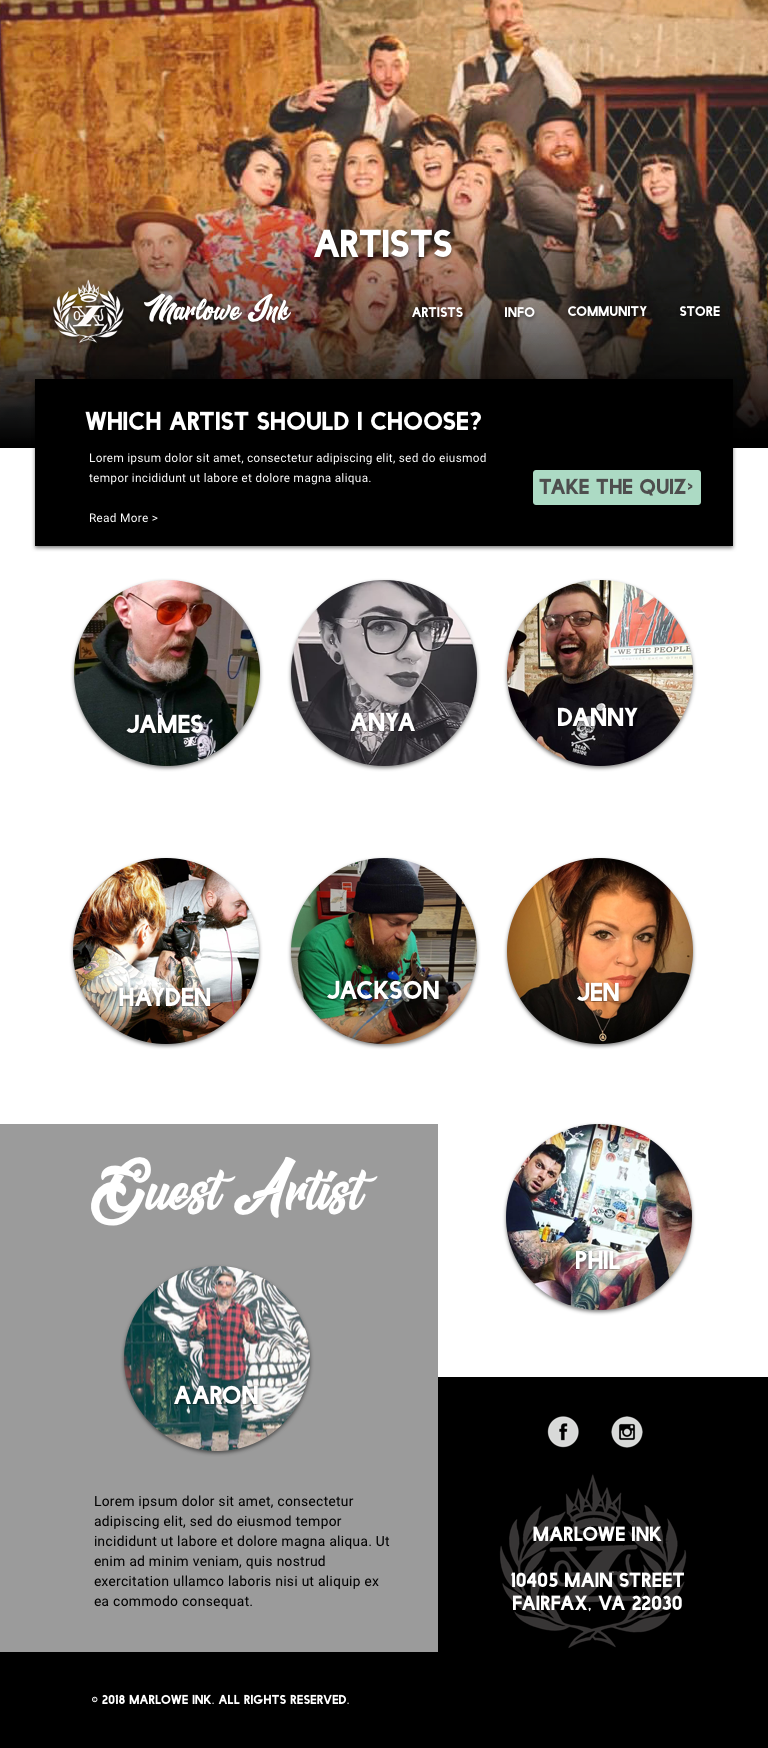 ARTISTS
Marlowe Ink
ARTISTS INFO COMMUNITY STORE
WHICH ARTIST SHOULD I CHOOSE?
Lorem ipsum dolor sit amet, consectetur adipiscing elit, sed do eiusmod
tempor incididunt ut labore et dolore magna aliqua.
TAKE THE QUIZ>
Read More >
WE THE PEOPLE
JAMES
ANYA
DANNY
DEAD
INSIDE
HAYDEN
JACKSON
JEN
Guest Artist
PHIL
AARON
Lorem ipsum dolor sit amet, consectetur
adipiscing elit, sed do eiusmod tempor
incididunt ut labore et dolore magna aliqua. Ut
enim ad minim veniam, quis nostrud
exercitation ullamco laboris nisi ut aliquip ex
ea commodo consequat.
f
MARLOWE INK
10405 MAIN STREET
FAIRFAX, VA 22030
© 2018 MARLOWE INK. ALL RIGHTS RESERVED.